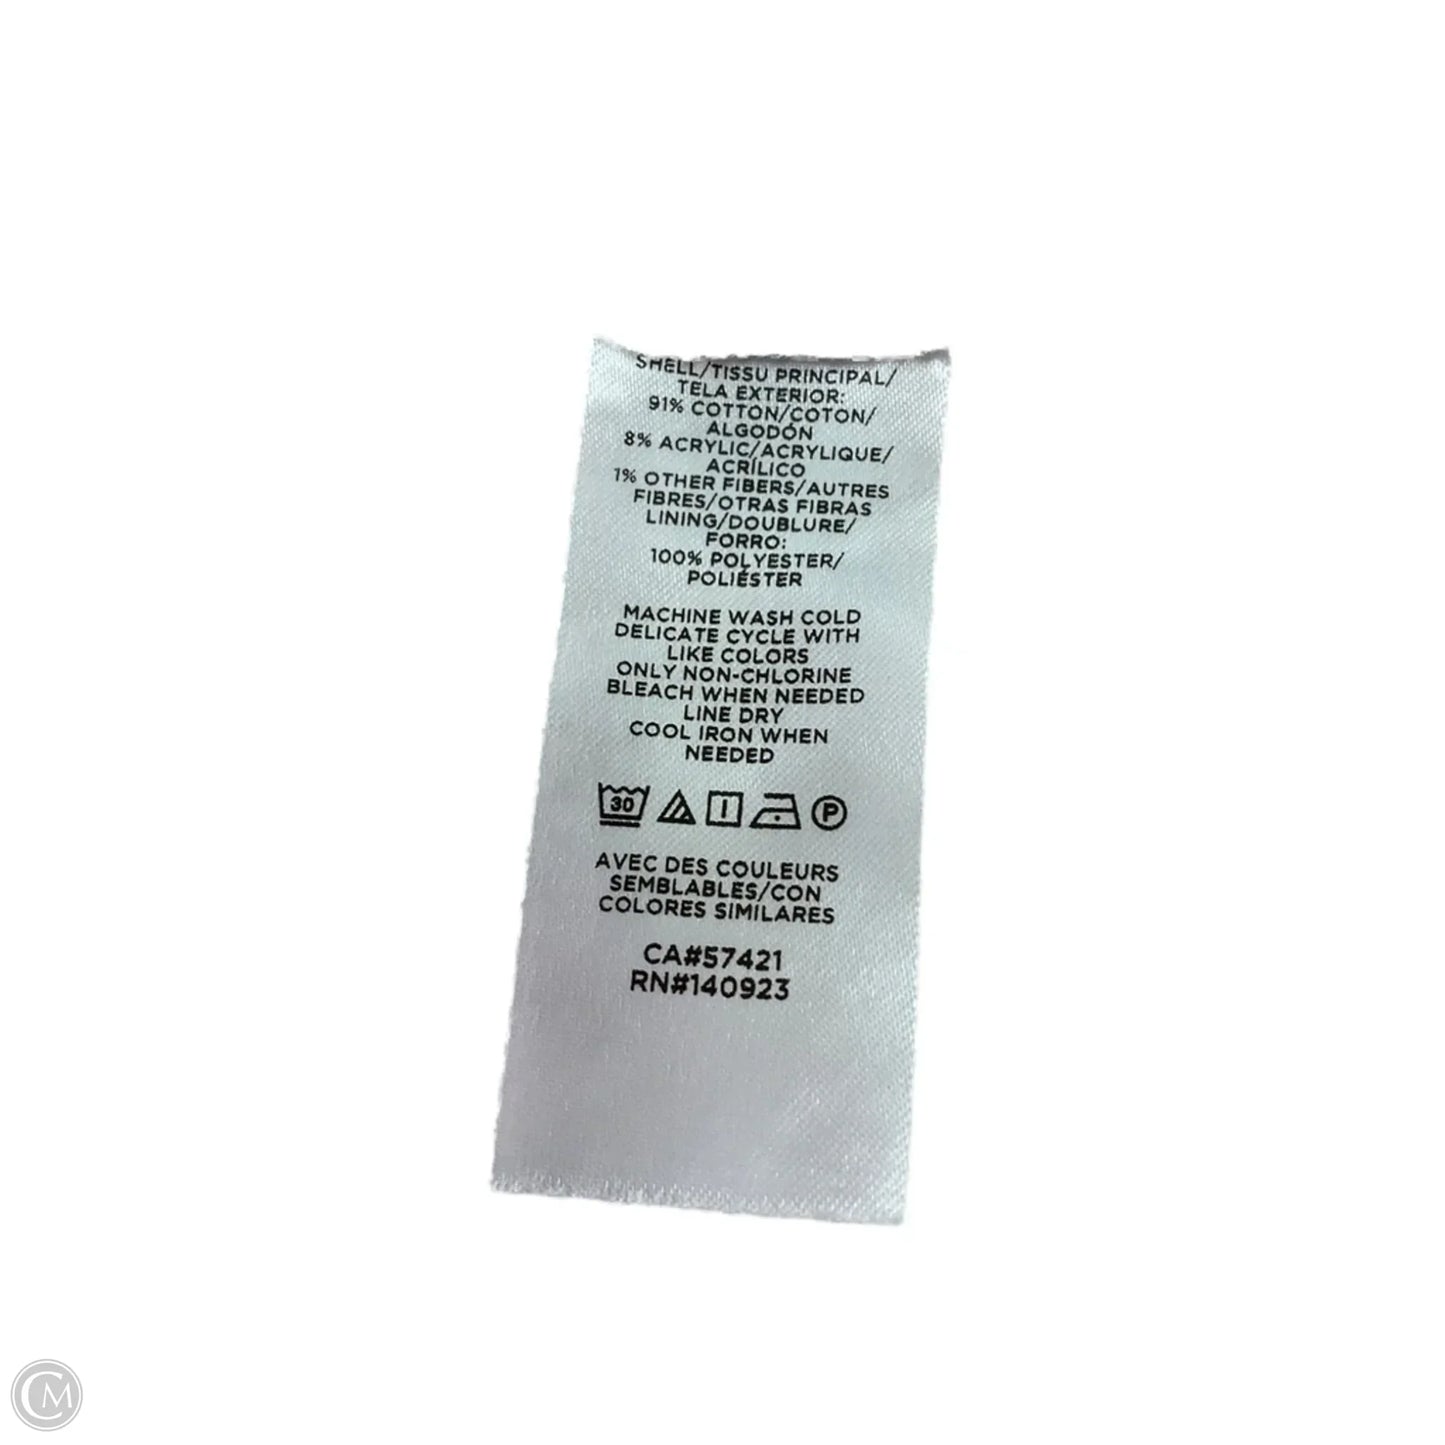 SHELL/TISSU PRINCIPAL/
TELA EXTERIOR:
91% COTTON/COTON/
ALGODÓN
8% ACRYLIC/ACRYLIQUE/
ACRÍLICO
1% OTHER FIBERS/AUTRES
FIBRES/OTRAS FIBRAS
LINING/DOUBLURE/
FORRO:
100% POLYESTER/
POLIÉSTER
MACHINE WASH COLD
DELICATE CYCLE WITH
LIKE COLORS
ONLY NON-CHLORINE
BLEACH WHEN NEEDED
LINE DRY
COOL IRON WHEN
NEEDED
30 P
AVEC DES COULEURS
SEMBLABLES/CON
COLORES SIMILARES
CA#57421
RN#140923
CM